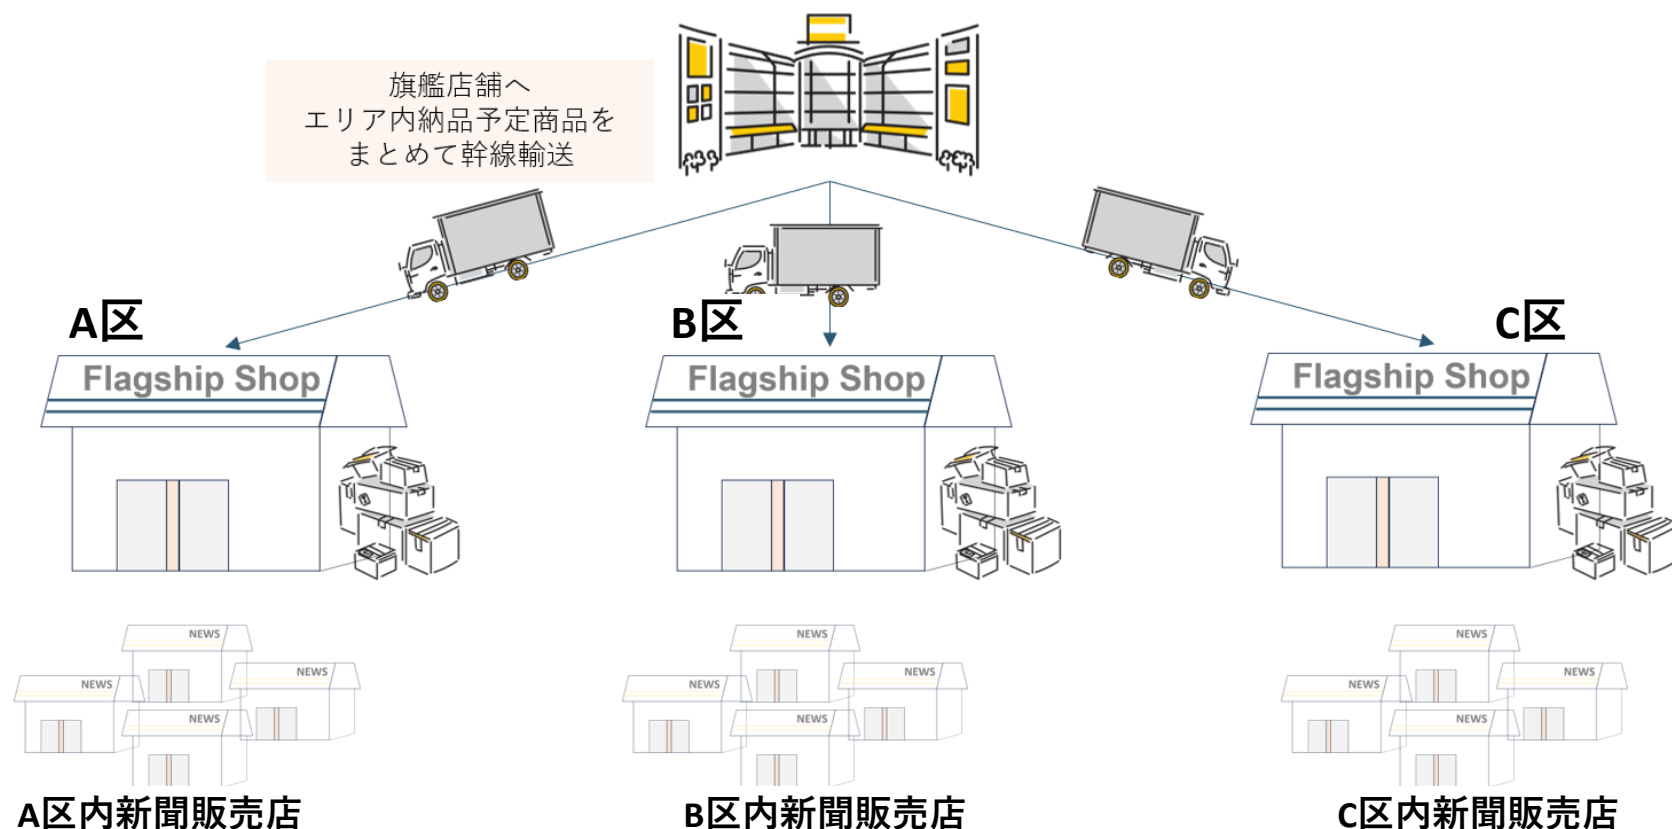 旗艦店舗へ
エリア内納品予定商品を
まとめて幹線輸送
A区
B区
C区
Flagship Shop
Flagship Shop
Flagship Shop
NEWS
NEWS
NEWS
NEWS
NEWS
NEWS
NEWS
NEWS
NEWS
NEWS
NEWS
NEWS
A区内新聞販売店
B区内新聞販売店
C区内新聞販売店